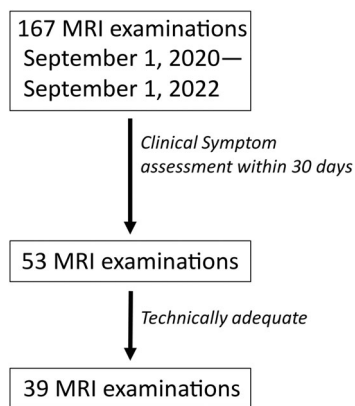 167 MRI examinations
September 1, 2020—
September 1, 2022
Clinical Symptom
assessment within 30 days
53 MRI examinations
Technically adequate
39 MRI examinations